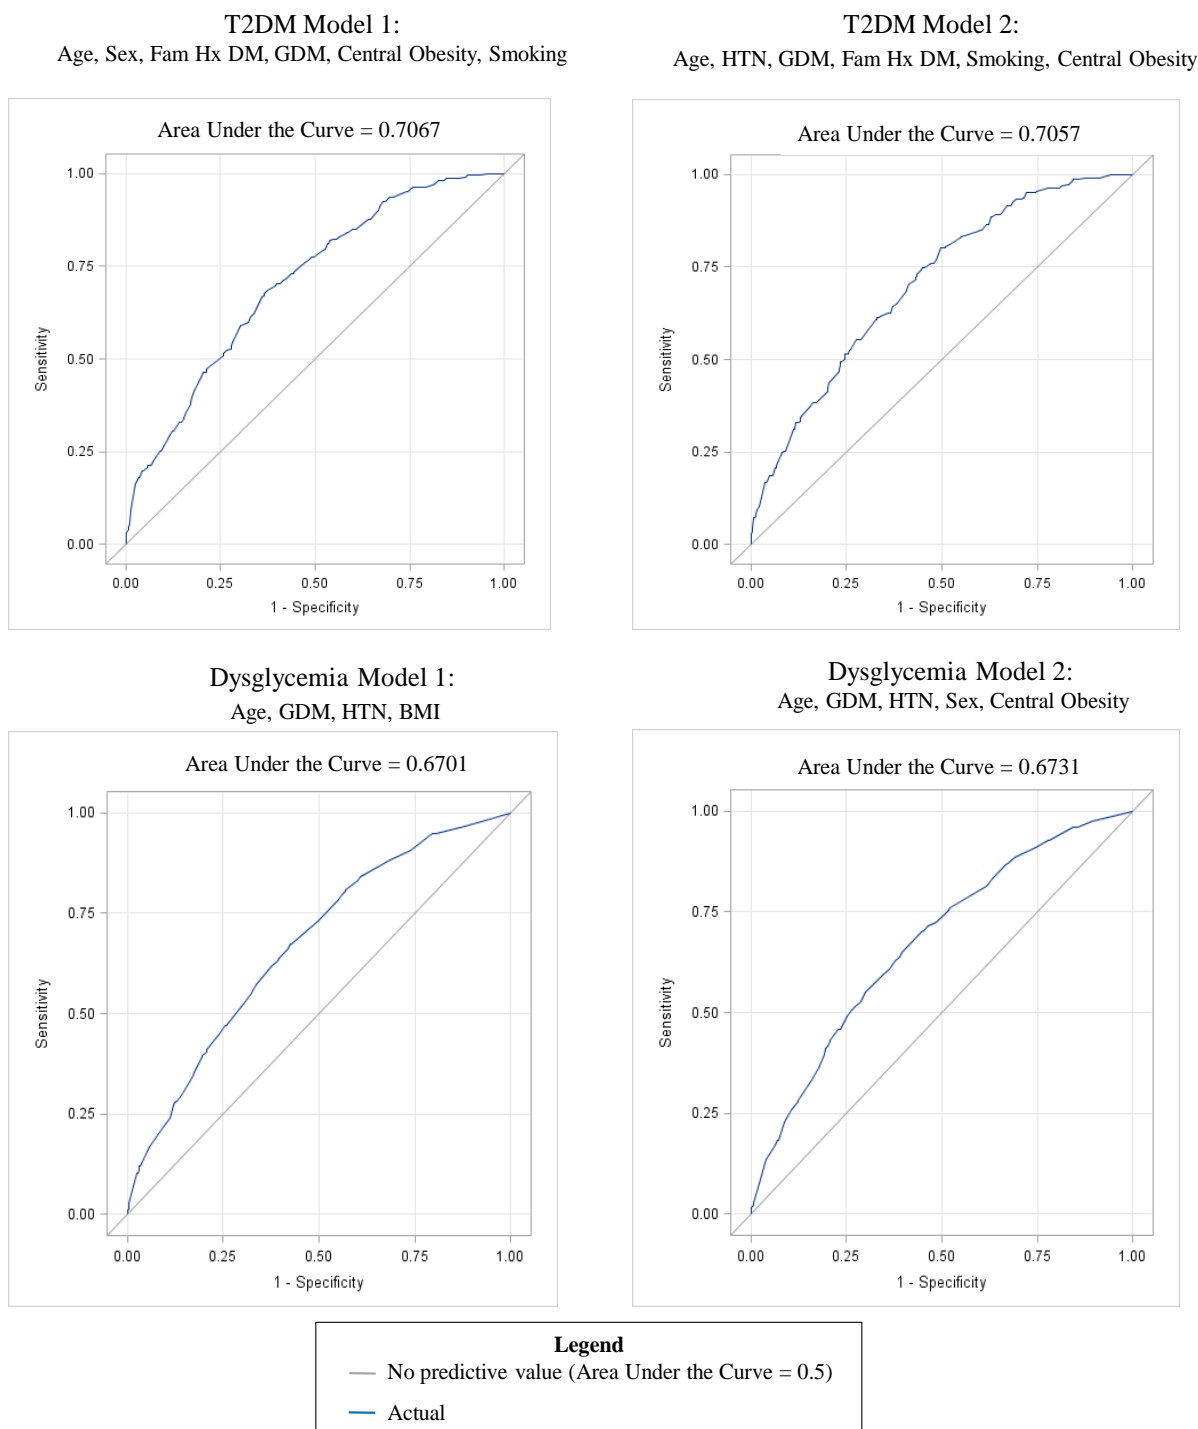 T2DM Model 1:
Age, Sex, Fam Hx DM, GDM, Central Obesity, Smoking
Area Under the Curve = 0.7067
1.00
0.75
0.50
0.25
0.00
Sensitivity
0.00 0.25 0.50 0.75 1.00
1 - Specificity
T2DM Model 2:
Age, HTN, GDM, Fam Hx DM, Smoking, Central Obesity
Area Under the Curve = 0.7057
1.00
0.75
0.50
0.25
0.00
Sensitivity
0.00 0.25 0.50 0.75 1.00
1 - Specificity
Dysglycemia Model 1:
Age, GDM, HTN, BMI
Area Under the Curve = 0.6701
1.00
0.75
0.50
0.25
0.00
Sensitivity
0.00 0.25 0.50 0.75 1.00
1 - Specificity
Dysglycemia Model 2:
Age, GDM, HTN, Sex, Central Obesity
Area Under the Curve = 0.6731
1.00
0.75
0.50
0.25
0.00
Sensitivity
0.00 0.25 0.50 0.75 1.00
1 - Specificity
Legend
No predictive value (Area Under the Curve = 0.5)
Actual